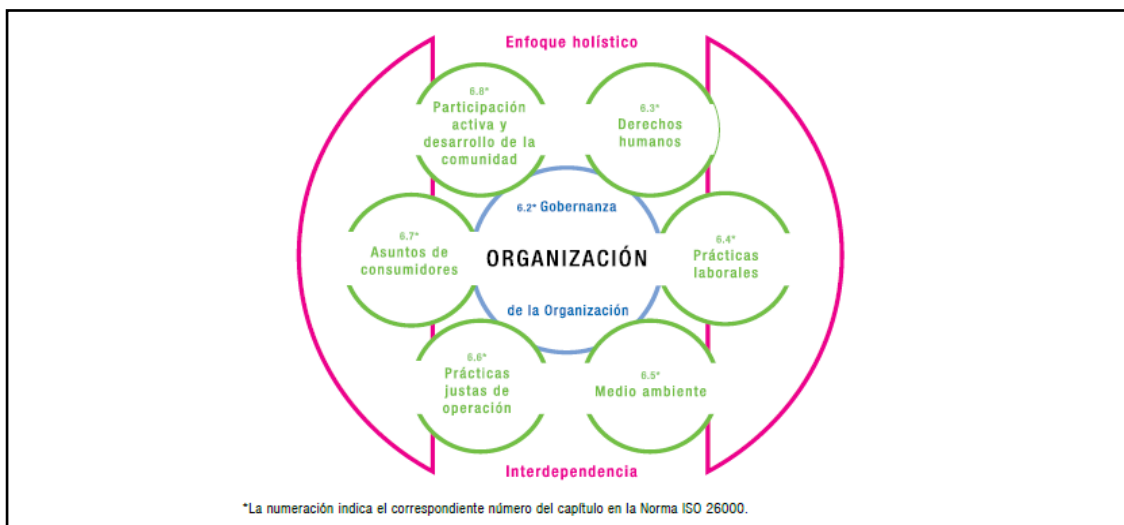 Enfoque holístico
6.8*
Participación
activa y
desarrollo de la
comunidad
6.3*
Derechos
humanos
6.2* Gobernanza
ORGANIZACIÓN
de la Organización
6.7*
Asuntos de
consumidores
6.4*
Prácticas
laborales
6.6*
Prácticas
justas de
operación
6.5*
Medio ambiente
Interdependencia
*La numeración indica el correspondiente número del capítulo en la Norma ISO 26000.